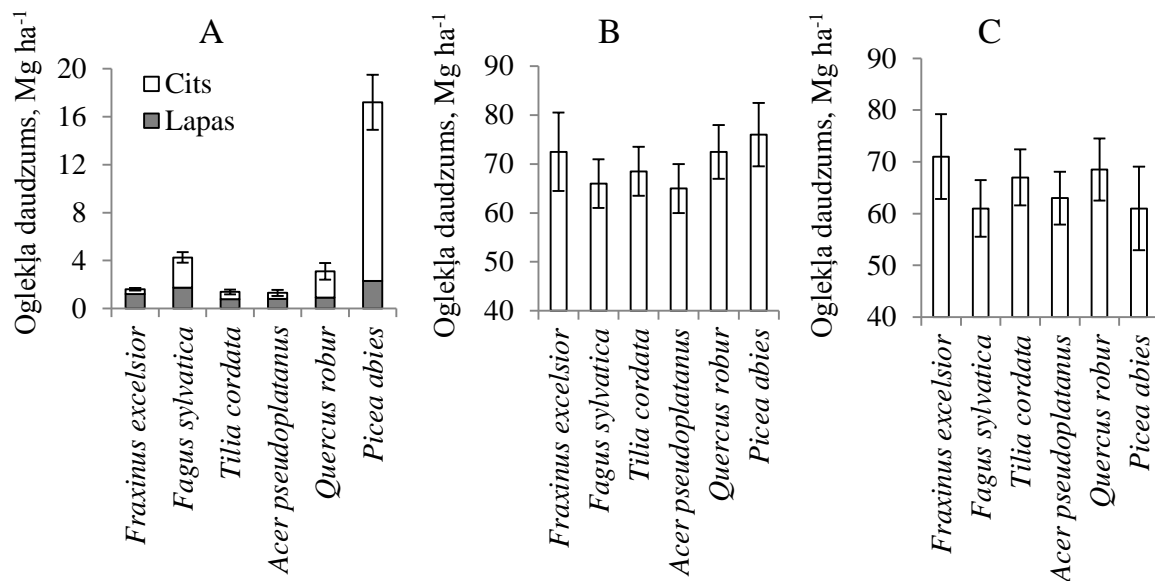 A
Oglekļa daudzums, Mg ha-1
20
16
12
8
4
0
Cits
Lapas
Fraxinus excelsior
Fagus sylvatica
Tilia cordata
Acer pseudoplatanus
Quercus robur
Picea abies
B
Oglekļa daudzums, Mg ha-1
90
80
70
60
50
40
Fraxinus excelsior
Fagus sylvatica
Tilia cordata
Acer pseudoplatanus
Quercus robur
Picea abies
C
Oglekļa daudzums, Mg ha-1
90
80
70
60
50
40
Fraxinus excelsior
Fagus sylvatica
Tilia cordata
Acer pseudoplatanus
Quercus robur
Picea abies